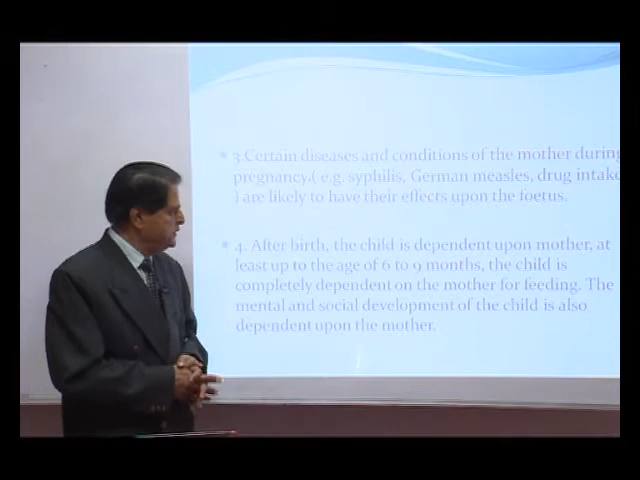 3.Certain diseases and conditions of the mother during
pregnancy.( e.g. syphilis, German measles, drug intake
) are likely to have their effects upon the foetus.
4. After birth, the child is dependent upon mother, at
least up to the age of 6 to 9 months, the child is
completely dependent on the mother for feeding. The
mental and social development of the child is also
dependent upon the mother.